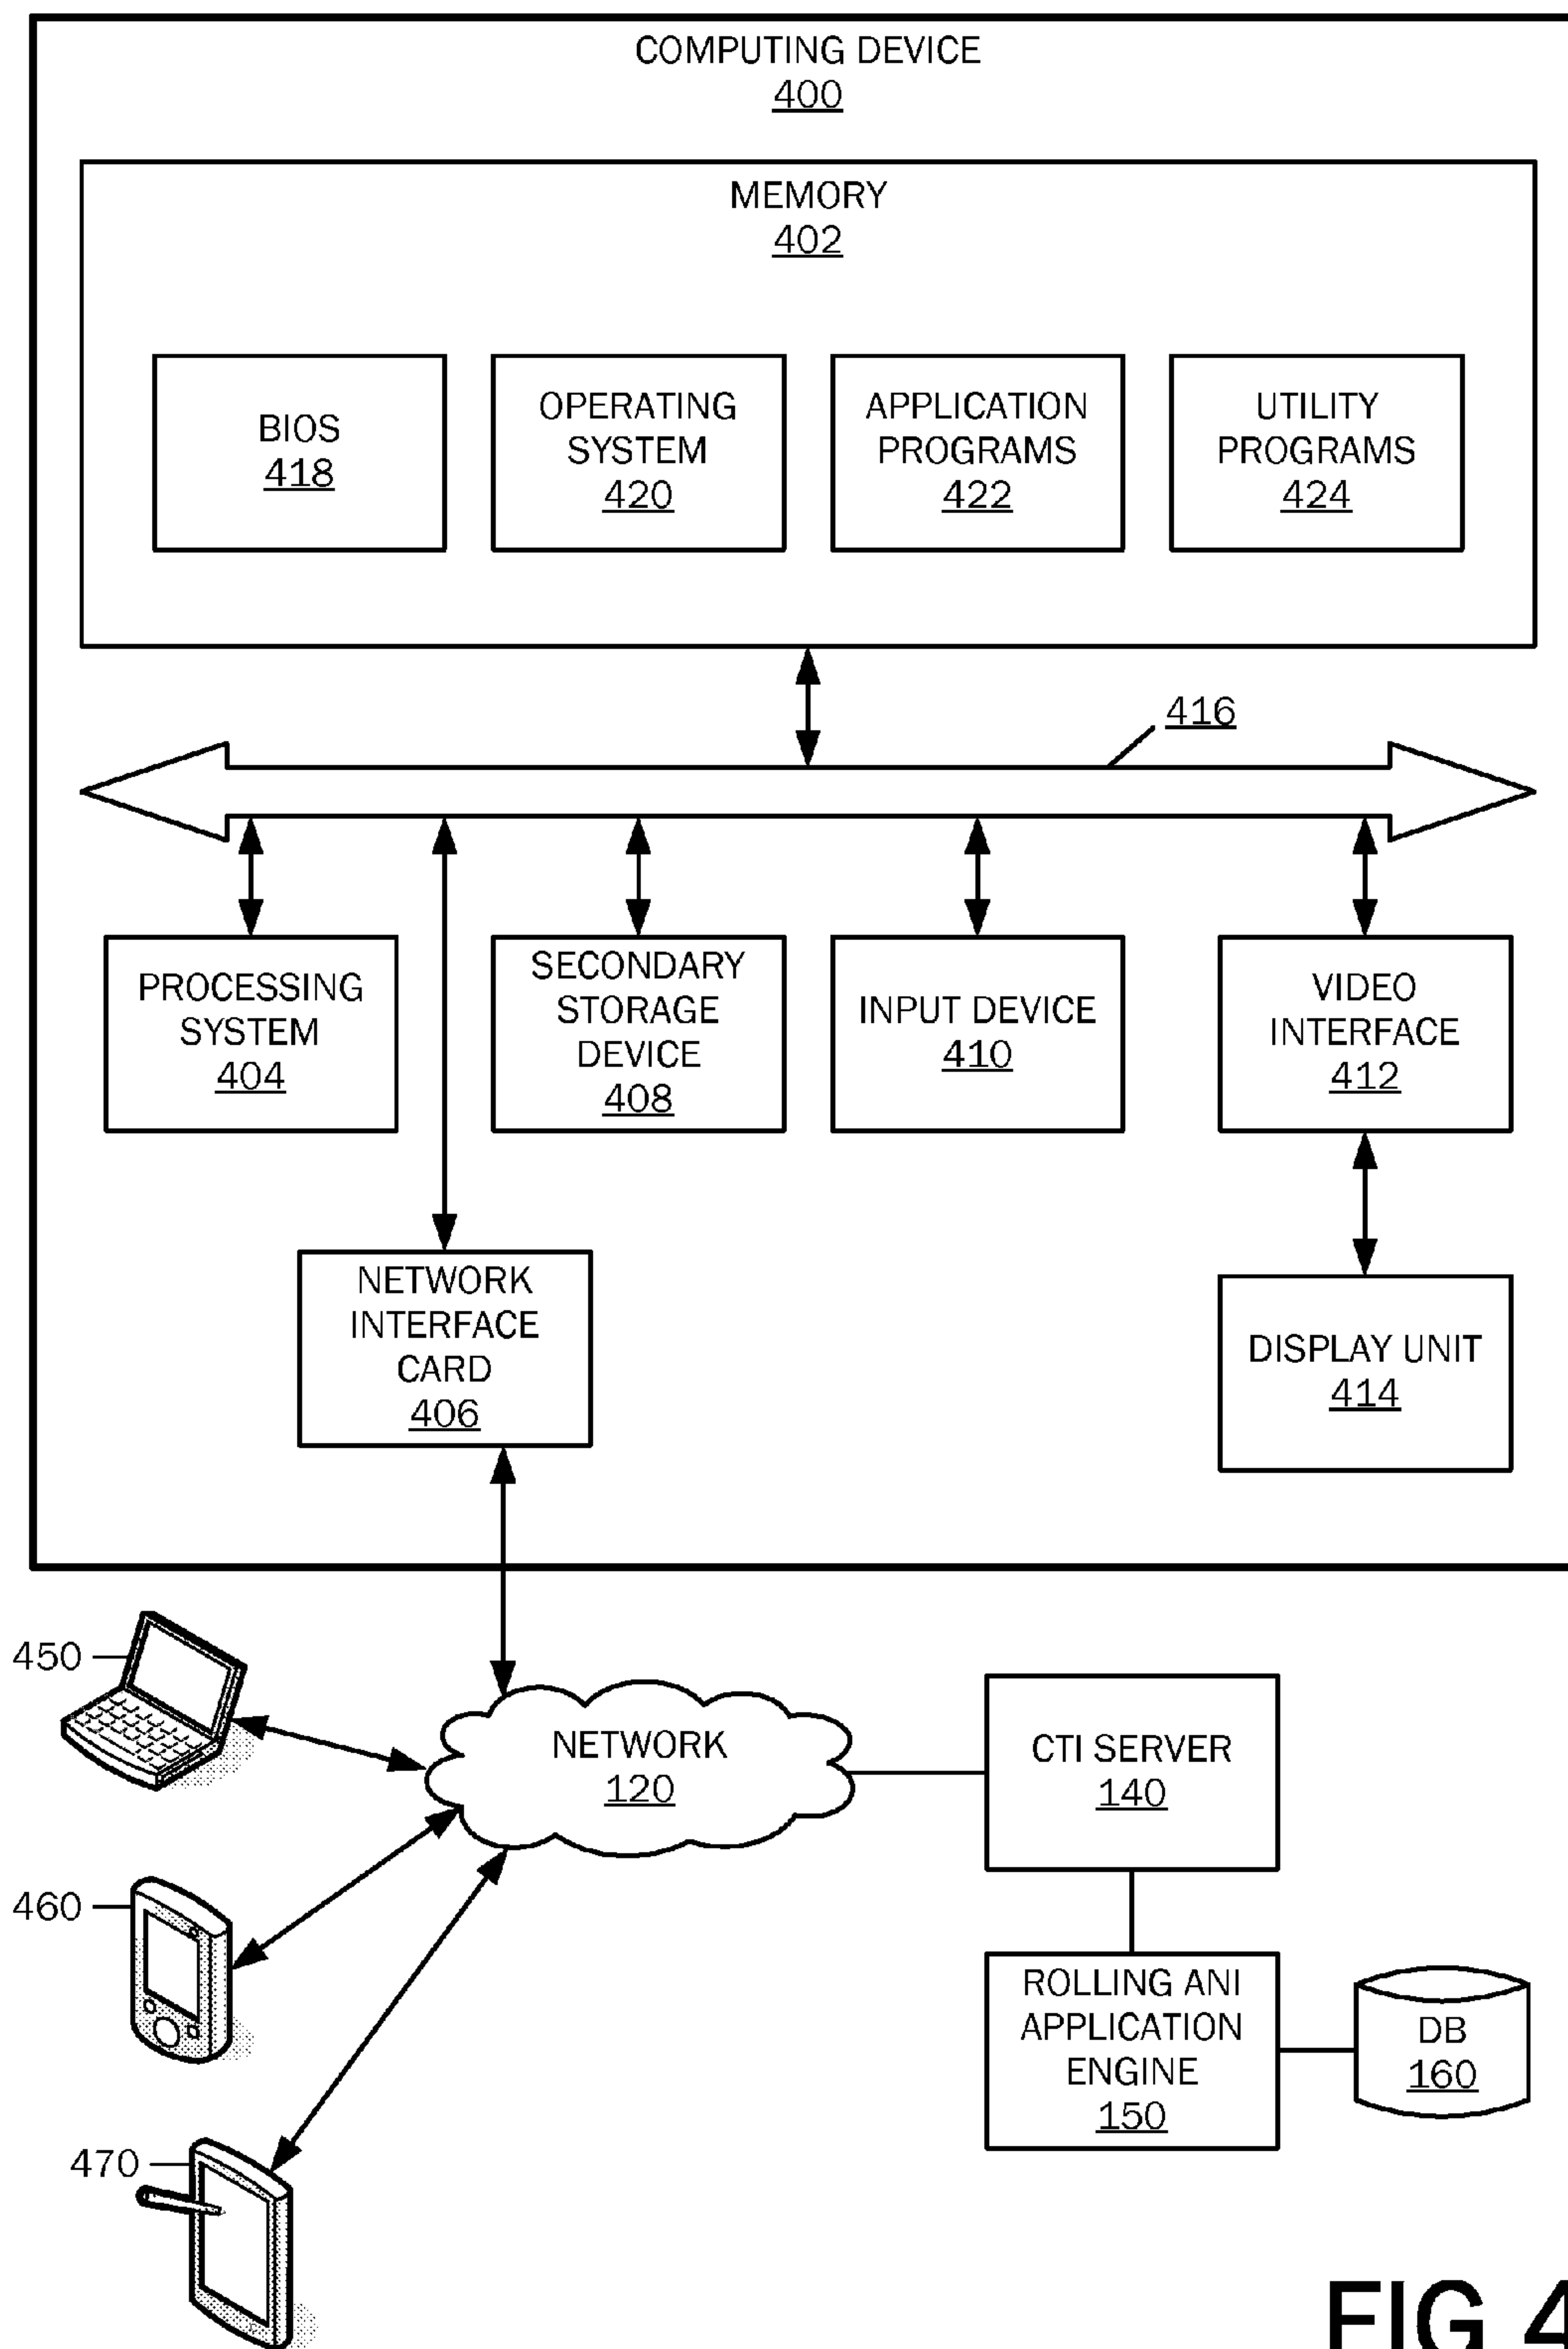 COMPUTING DEVICE
400
MEMORY
402
BIOS
418
OPERATING
SYSTEM
420
APPLICATION
PROGRAMS
422
UTILITY
PROGRAMS
424
416
PROCESSING
SYSTEM
404
SECONDARY
STORAGE
DEVICE
408
INPUT DEVICE
410
VIDEO
INTERFACE
412
NETWORK
INTERFACE
CARD
406
DISPLAY UNIT
414
450
NETWORK
120
CTI SERVER
140
460
ROLLING ANI
APPLICATION
ENGINE
150
DB
160
470
FIG 4